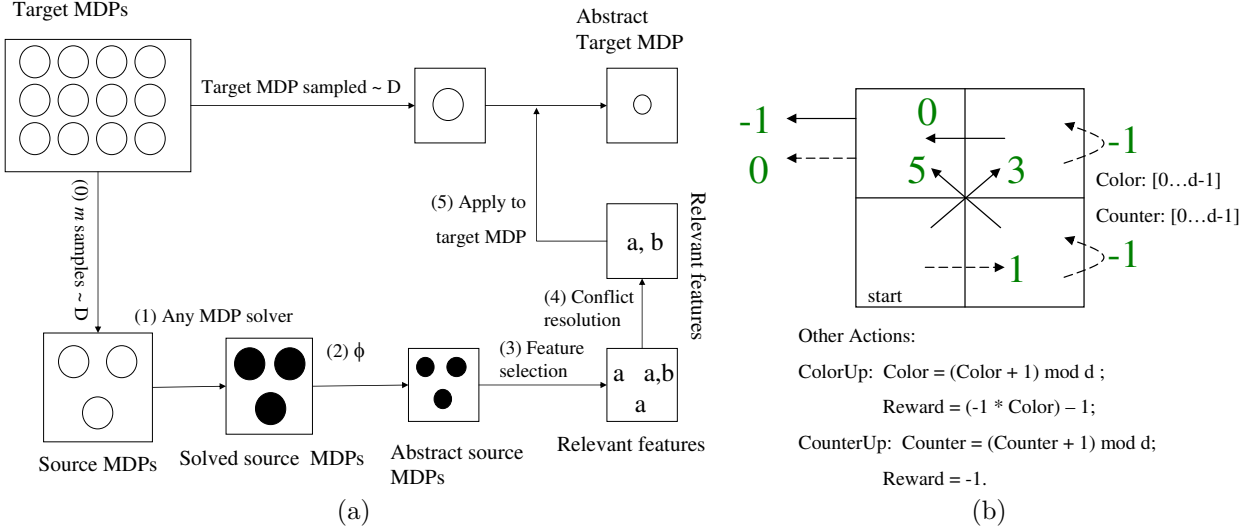 Target MDPs
Abstract
Target MDP
Target MDP sampled ~ D
(0) m samples ~ D
(5) Apply to
target MDP
a, b
Relevant features
(4) Conflict
resolution
(1) Any MDP solver
(2) ϕ
(3) Feature
selection
a a,b
a
Source MDPs
Solved source MDPs
Abstract source
MDPs
Relevant features
(a)
-1
0
0
5
3
-1
Color: [0…d-1]
Counter: [0…d-1]
1
-1
start
Other Actions:
ColorUp: Color = (Color + 1) mod d ;
Reward = (-1 * Color) – 1;
CounterUp: Counter = (Counter + 1) mod d;
Reward = -1.
(b)